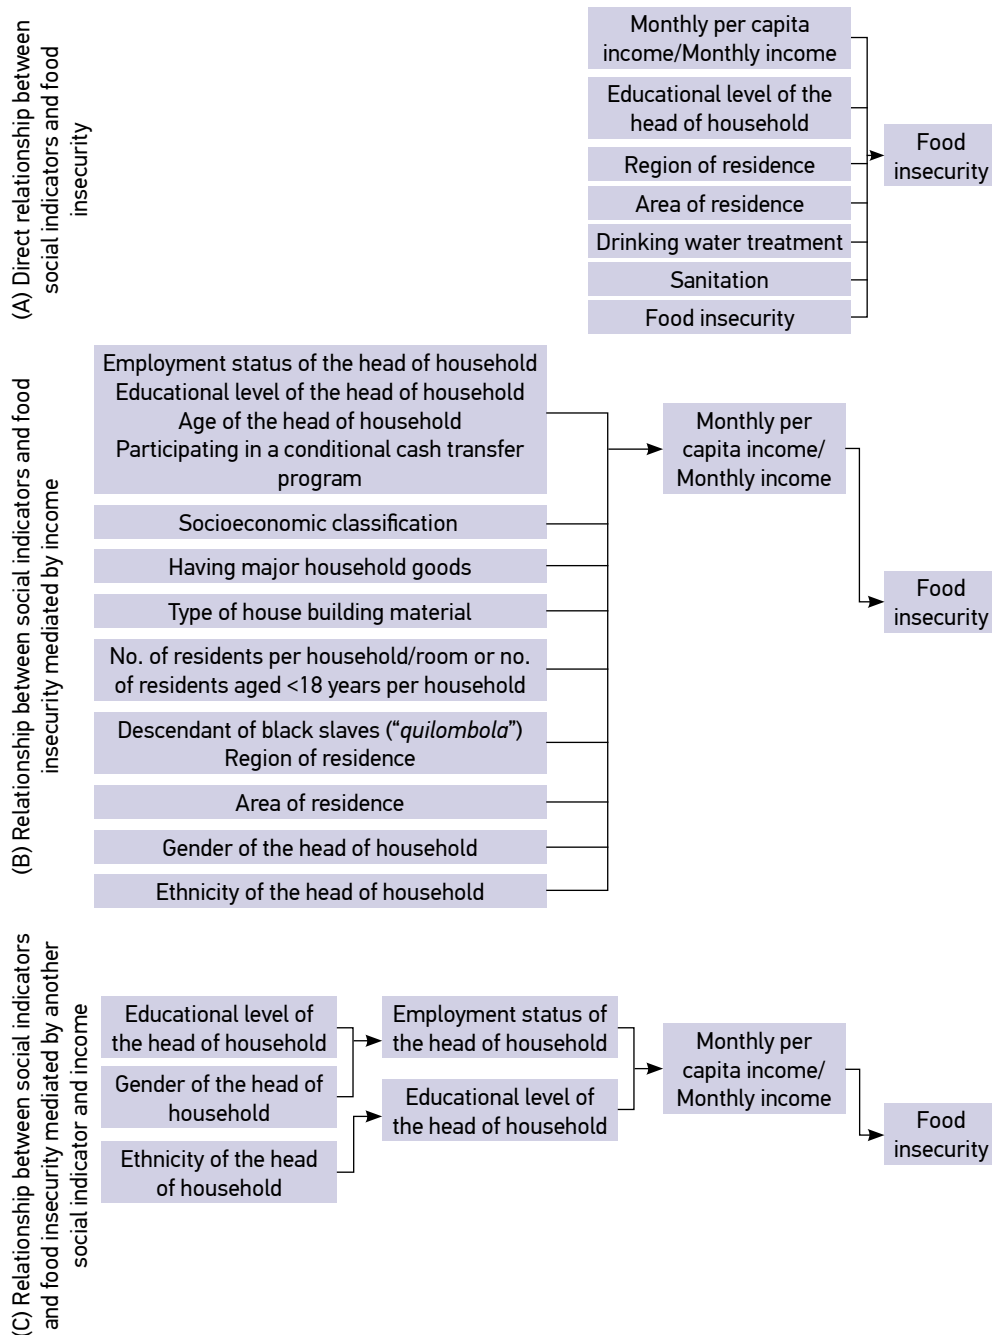 (A) Direct relationship between
social indicators and food
insecurity
Monthly per capita
income/Monthly income
Educational level of the
head of household
Region of residence
Area of residence
Drinking water treatment
Sanitation
Food insecurity
Food
insecurity
(B) Relationship between social indicators and food
insecurity mediated by income
Employment status of the head of household
Educational level of the head of household
Age of the head of household
Participating in a conditional cash transfer
program
Socioeconomic classification
Having major household goods
Type of house building material
No. of residents per household/room or no.
of residents aged <18 years per household
Descendant of black slaves (“quilombola”)
Region of residence
Area of residence
Gender of the head of household
Ethnicity of the head of household
Monthly per
capita income/
Monthly income
Food
insecurity
(C) Relationship between social indicators
and food insecurity mediated by another
social indicator and income
Educational level of
the head of household
Gender of the head of
household
Ethnicity of the head
of household
Employment status of
the head of household
Educational level of
the head of household
Monthly per
capita income/
Monthly income
Food
insecurity